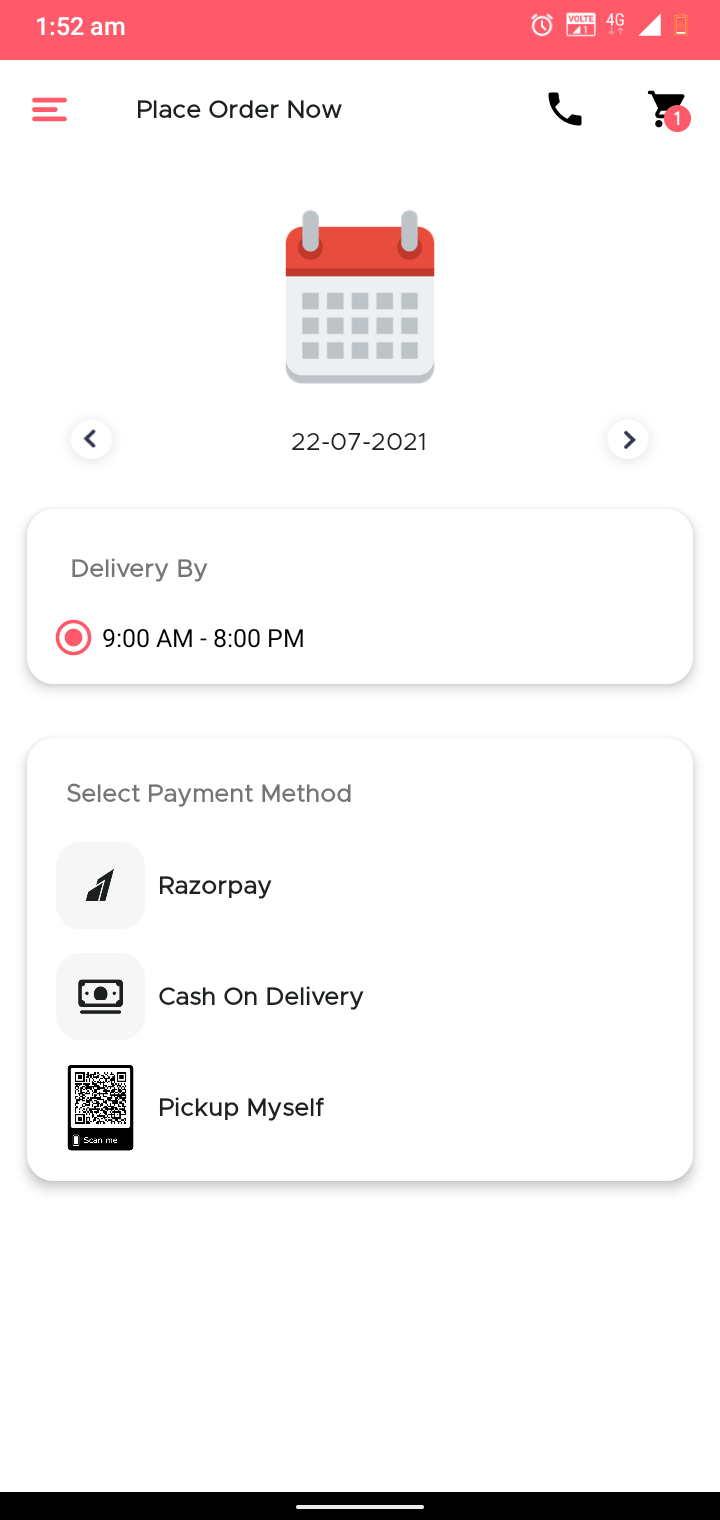 1:52 am VOLTE 1 4G
Place Order Now 1
22-07-2021
Delivery By
9:00 AM - 8:00 PM
Select Payment Method
Razorpay
Cash On Delivery
Scan me
Pickup Myself